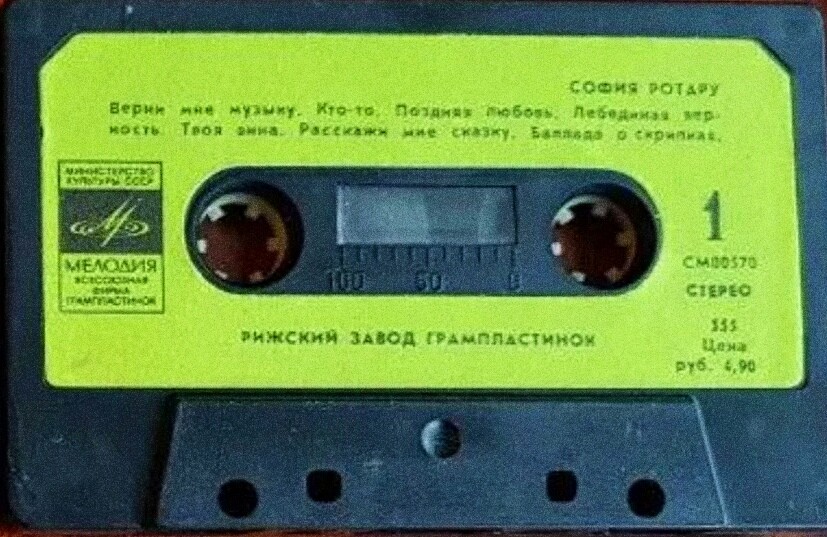 СОФИЯ РОТАРУ
Верни мне музыку. Кто-то. Поздняя любовь. Лебединая вер-
ность. Твоя вина. Расскажи мне сказку. Баллада о скрипках.
МИНИСТЕРСТВО
КУЛЬТУРЫ СССР
МЕЛОДИЯ
ВСЕСОЮЗНАЯ
ФИРМА
ГРАМПЛАСТИНОК
100 50 0
1
СМ00570
СТЕРЕО
РИЖСКИЙ ЗАВОД ГРАМПЛАСТИНОК
Цена
руб. 4,90